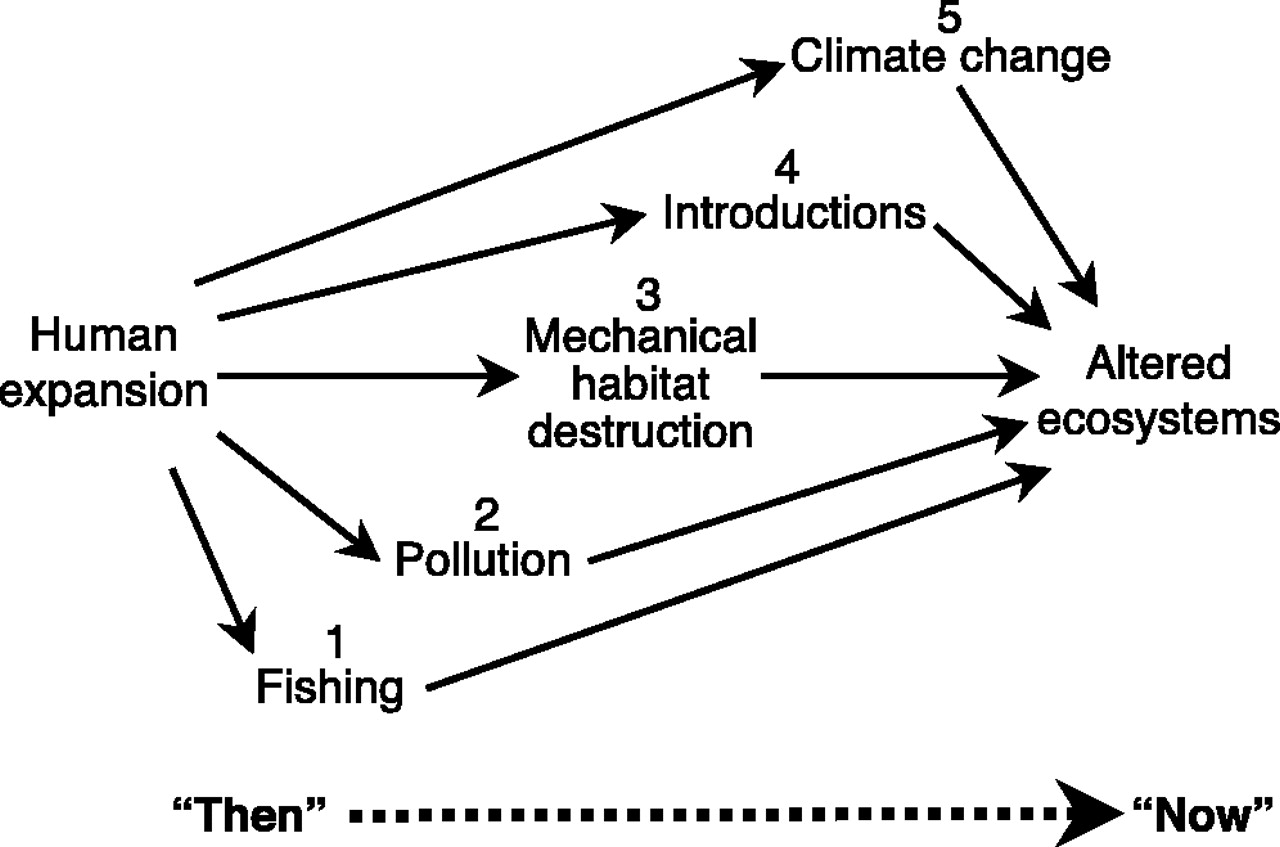 5
Climate change
4
Introductions
3
Mechanical
habitat
destruction
Human
expansion
Altered
ecosystems
2
Pollution
1
Fishing
“Then”
“Now”